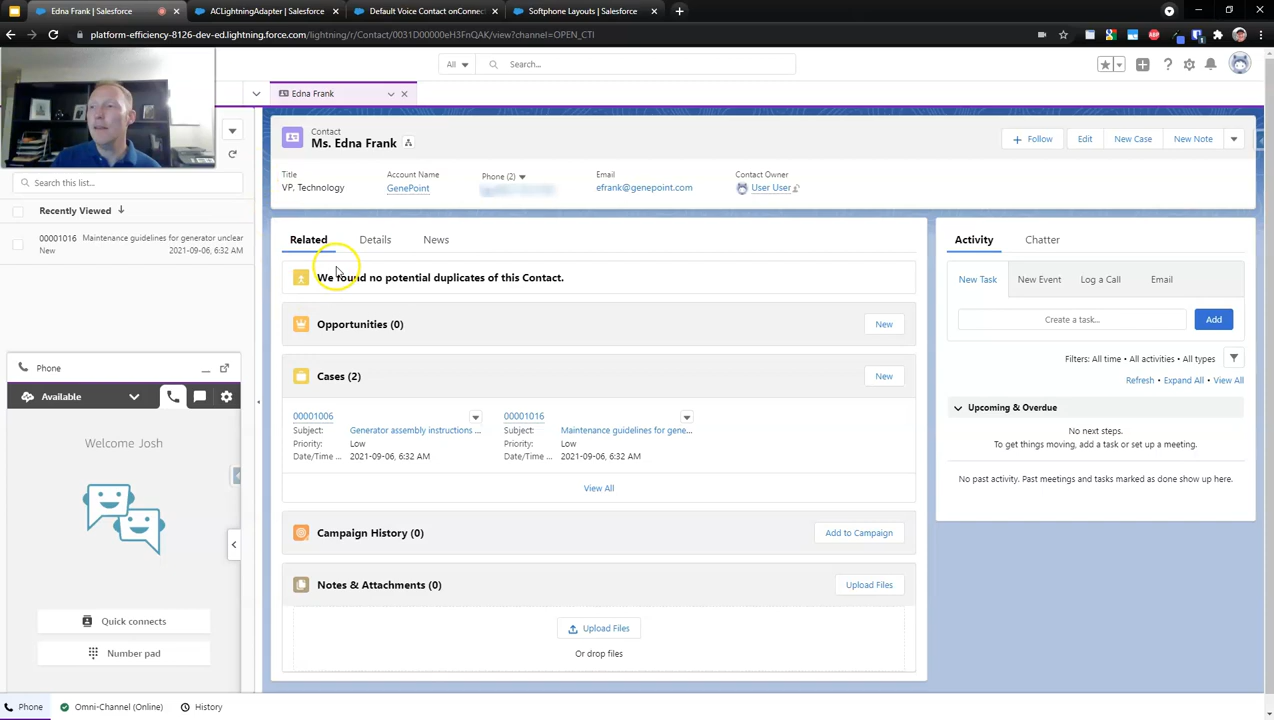 Edna Frank | Salesforce
ACLightningAdapter | Salesforce
Default Voice Contact onConnect
Softphone Layouts | Salesforce
platform-efficiency-8126-dev-ed.lightning.force.com/lightning/r/Contact/0031D00000eH3FnQAK/view?channel=OPEN_CTI
All
Search...
Edna Frank
Contact
Ms. Edna Frank
Follow
Edit
New Case
New Note
Title
VP, Technology
Account Name
GenePoint
Phone (2)
Email
efrank@genepoint.com
Contact Owner
User User
Search this list...
Recently Viewed
00001016 Maintenance guidelines for generator unclear
New 2021-09-06, 6:32 AM
Phone
Available
Welcome Josh
Quick connects
Number pad
Related
Details
News
We found no potential duplicates of this Contact.
Opportunities (0)
New
Cases (2)
New
00001006
Subject: Generator assembly instructions ...
Priority: Low
Date/Time ... 2021-09-06, 6:32 AM
00001016
Subject: Maintenance guidelines for gene...
Priority: Low
Date/Time ... 2021-09-06, 6:32 AM
View All
Campaign History (0)
Add to Campaign
Notes & Attachments (0)
Upload Files
Upload Files
Or drop files
Activity
Chatter
New Task
New Event
Log a Call
Email
Create a task...
Add
Filters: All time • All activities • All types
Refresh • Expand All • View All
Upcoming & Overdue
No next steps.
To get things moving, add a task or set up a meeting.
No past activity. Past meetings and tasks marked as done show up here.
Phone
Omni-Channel (Online)
History